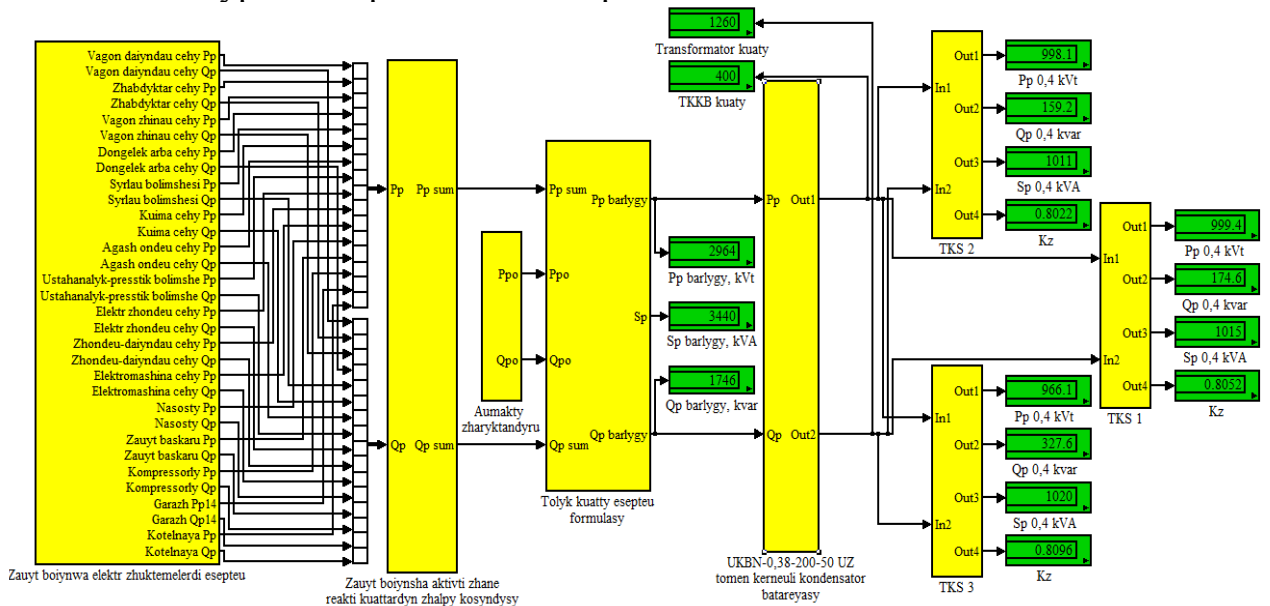 Vagon daiyndau cehy Pp
Vagon daiyndau cehy Qp
Zhabdyktar cehy Pp
Zhabdyktar cehy Qp
Vagon zhinau cehy Pp
Vagon zhinau cehy Qp
Dongelek arba cehy Pp
Dongelek arba cehy Qp
Syrlau bolimshesi Pp
Syrlau bolimshesi Qp
Kuima cehy Pp
Kuima cehy Qp
Agash ondeu cehy Pp
Agash ondeu cehy Qp
Ustahanalyk-presstik bolimshe Pp
Ustahanalyk-presstik bolimshe Qp
Elektr zhondeu cehy Pp
Elektr zhondeu cehy Qp
Zhondeu-daiyndau cehy Pp
Zhondeu-daiyndau cehy Qp
Elektromashina cehy Pp
Elektromashina cehy Qp
Nasosty Pp
Nasosty Qp
Zauyt baskaru Pp
Zauyt baskaru Qp
Kompressorly Pp
Kompressorly Qp
Garazh Pp14
Garazh Qp14
Kotelnaya Pp
Kotelnaya Qp
Zauyt boiynwa elektr zhuktemelerdi esepteu
Pp
Pp sum
Qp
Qp sum
Zauyt boiynsha aktivti zhane
reakti kuattardyn zhalpy kosyndysy
Ppo
Qpo
Aumakty
zharyktandyru
Pp sum
Ppo
Qpo
Qp sum
Pp barlygy
Sp
Qp barlygy
Tolyk kuatty esepteu
formulasy
2964
Pp barlygy, kVt
3440
Sp barlygy, kVA
1746
Qp barlygy, kvar
1260
Transformator kuaty
400
TKKB kuaty
Pp
Out1
Qp
Out2
UKBN-0,38-200-50 UZ
tomen kerneuli kondensator
batareyasy
In1
In2
Out1
Out2
Out3
Out4
TKS 2
998.1
Pp 0,4 kVt
159.2
Qp 0,4 kvar
1011
Sp 0,4 kVA
0.8022
Kz
In1
In2
Out1
Out2
Out3
Out4
TKS 1
999.4
Pp 0,4 kVt
174.6
Qp 0,4 kvar
1015
Sp 0,4 kVA
0.8052
Kz
In1
In2
Out1
Out2
Out3
Out4
TKS 3
966.1
Pp 0,4 kVt
327.6
Qp 0,4 kvar
1020
Sp 0,4 kVA
0.8096
Kz